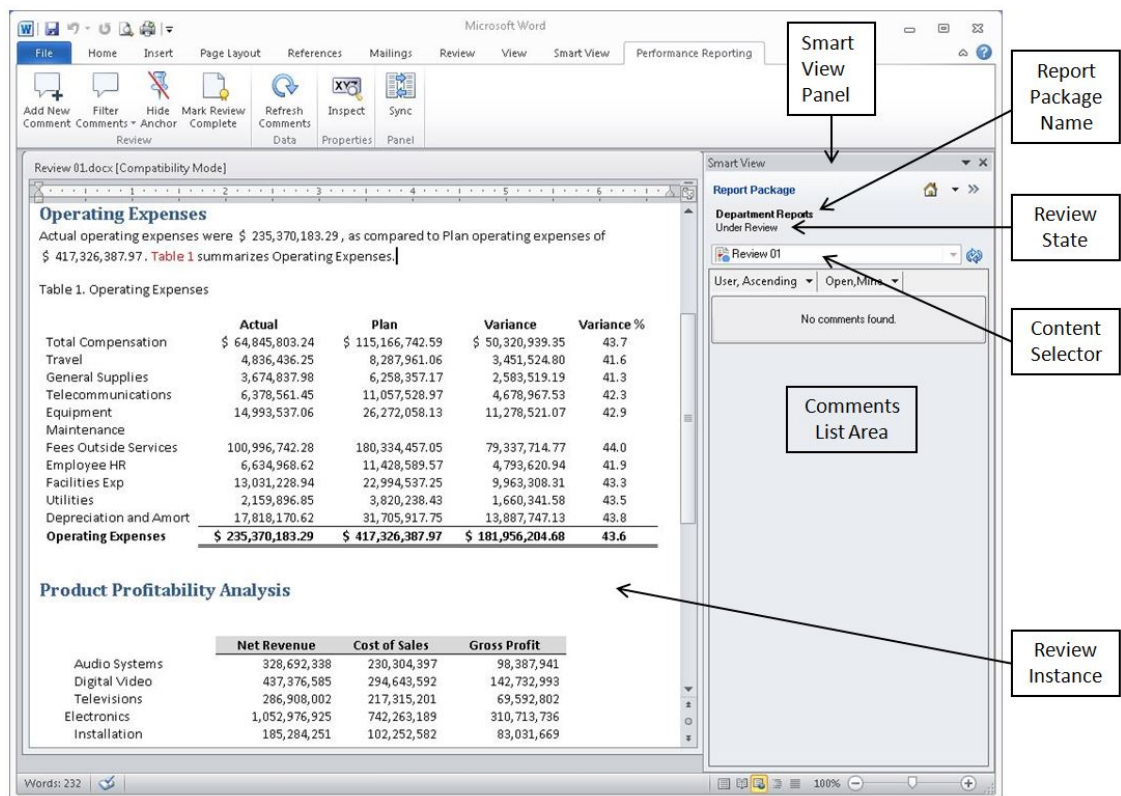 Microsoft Word
File Home Insert Page Layout References Mailings Review View Smart View Performance Reporting
Add New Comment
Filter Comments
Hide Anchor
Mark Review Complete
Refresh Comments
Inspect
Sync
Review Data Properties Panel
Review 01.docx [Compatibility Mode]
1 2 3 4 5 6
Operating Expenses
Actual operating expenses were $ 235,370,183.29 , as compared to Plan operating expenses of
$ 417,326,387.97 . Table 1 summarizes Operating Expenses.
Table 1. Operating Expenses
Actual Plan Variance Variance %
Total Compensation $ 64,845,803.24 $ 115,166,742.59 $ 50,320,939.35 43.7
Travel 4,836,436.25 8,287,961.06 3,451,524.80 41.6
General Supplies 3,674,837.98 6,258,357.17 2,583,519.19 41.3
Telecommunications 6,378,561.45 11,057,528.97 4,678,967.53 42.3
Equipment 14,993,537.06 26,272,058.13 11,278,521.07 42.9
Maintenance
Fees Outside Services 100,996,742.28 180,334,457.05 79,337,714.77 44.0
Employee HR 6,634,968.62 11,428,589.57 4,793,620.94 41.9
Facilities Exp 13,031,228.94 22,994,537.25 9,963,308.31 43.3
Utilities 2,159,896.85 3,820,238.43 1,660,341.58 43.5
Depreciation and Amort 17,818,170.62 31,705,917.75 13,887,747.13 43.8
Operating Expenses $ 235,370,183.29 $ 417,326,387.97 $ 181,956,204.68 43.6
Product Profitability Analysis
Net Revenue Cost of Sales Gross Profit
Audio Systems 328,692,338 230,304,397 98,387,941
Digital Video 437,376,585 294,643,592 142,732,993
Televisions 286,908,002 217,315,201 69,592,802
Electronics 1,052,976,925 742,263,189 310,713,736
Installation 185,284,251 102,252,582 83,031,669
Words: 232
100%
Smart View
Report Package
Department Reports
Under Review
Review 01
User, Ascending Open,Mine
No comments found.
Comments
List Area
Smart
View
Panel
Report
Package
Name
Review
State
Content
Selector
Review
Instance